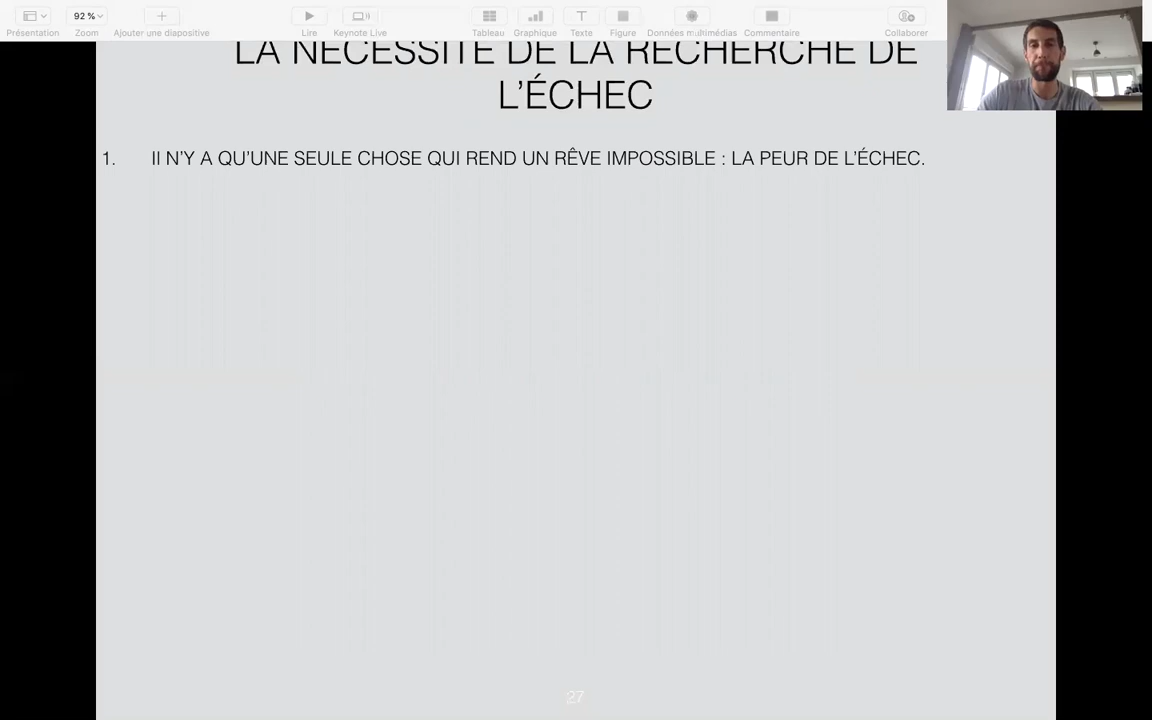 92 %
Présentation Zoom Ajouter une diapositive Lire Keynote Live Tableau Graphique Texte Figure Données multimédias Commentaire Collaborer
LA NÉCESSITÉ DE LA RECHERCHE DE
L'ÉCHEC
1. Il N'Y A QU'UNE SEULE CHOSE QUI REND UN RÊVE IMPOSSIBLE : LA PEUR DE L'ÉCHEC.
27